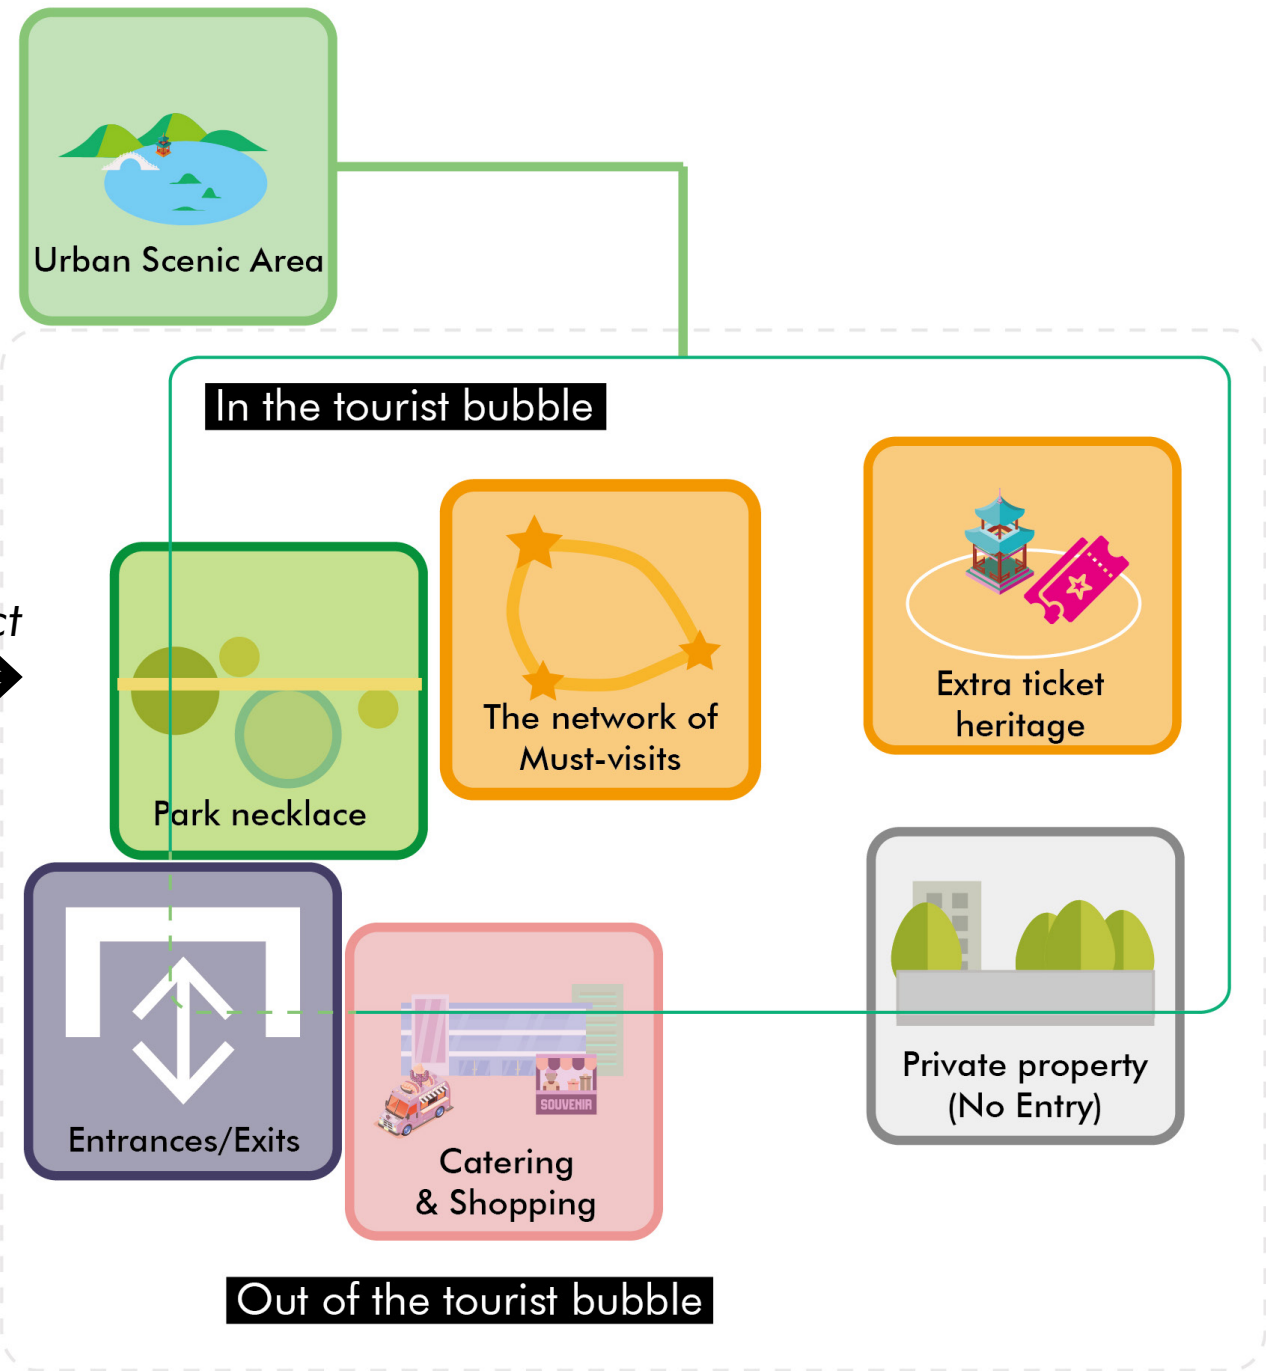 Urban Scenic Area
In the tourist bubble
Extra ticket
heritage
The network of
Must-visits
Park necklace
Entrances/Exits
SOUVENIR
Catering
& Shopping
Private property
(No Entry)
Out of the tourist bubble